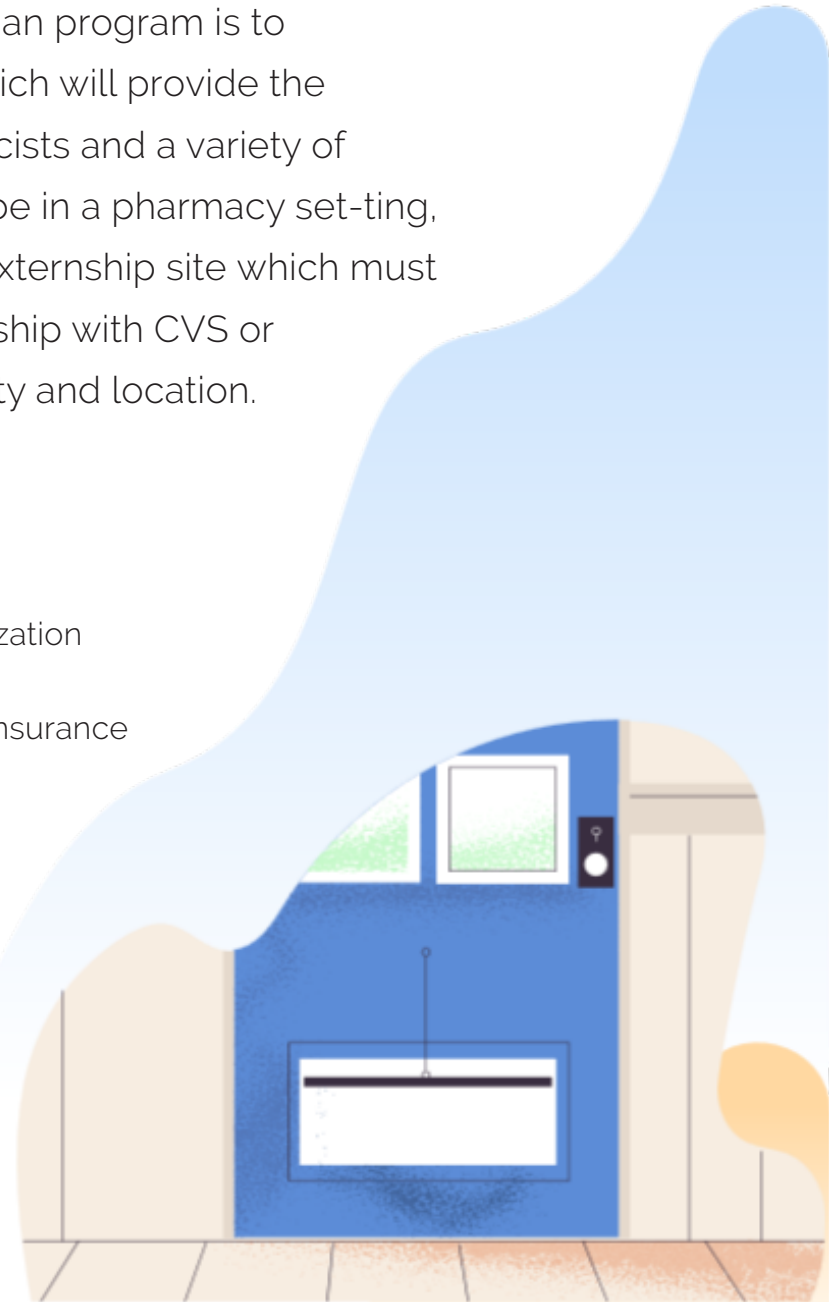 an program is to
ich will provide the
cists and a variety of
be in a pharmacy set-ting,
xternship site which must
ship with CVS or
ty and location.
zation
nsurance